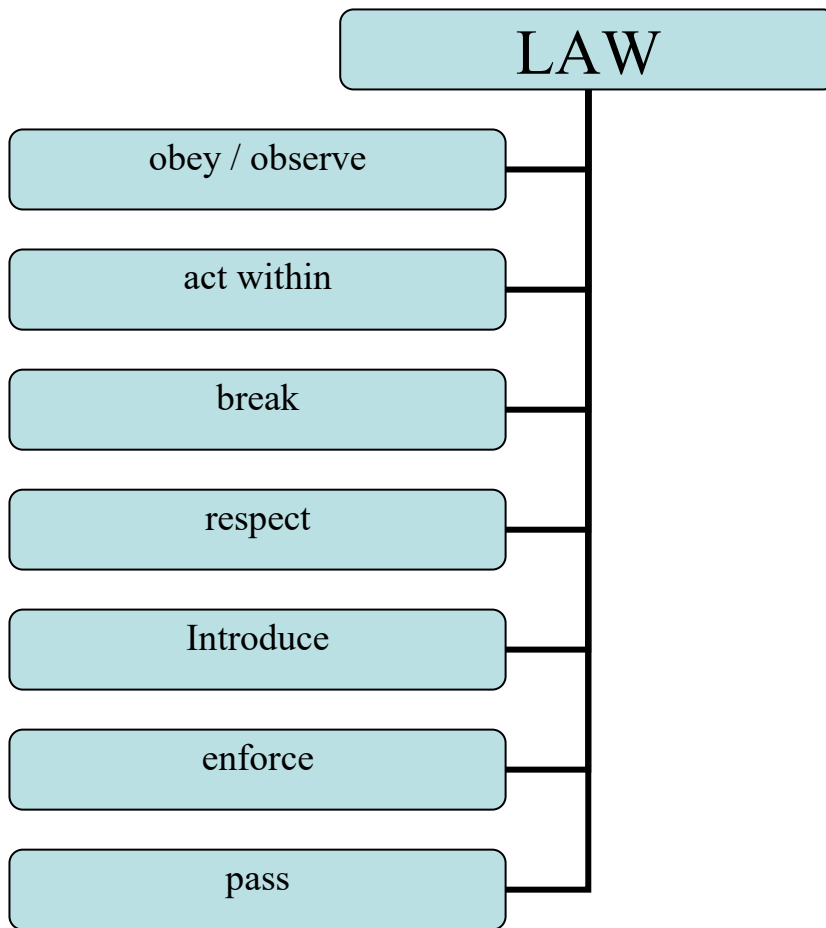 LAW
obey / observe
act within
break
respect
Introduce
enforce
pass